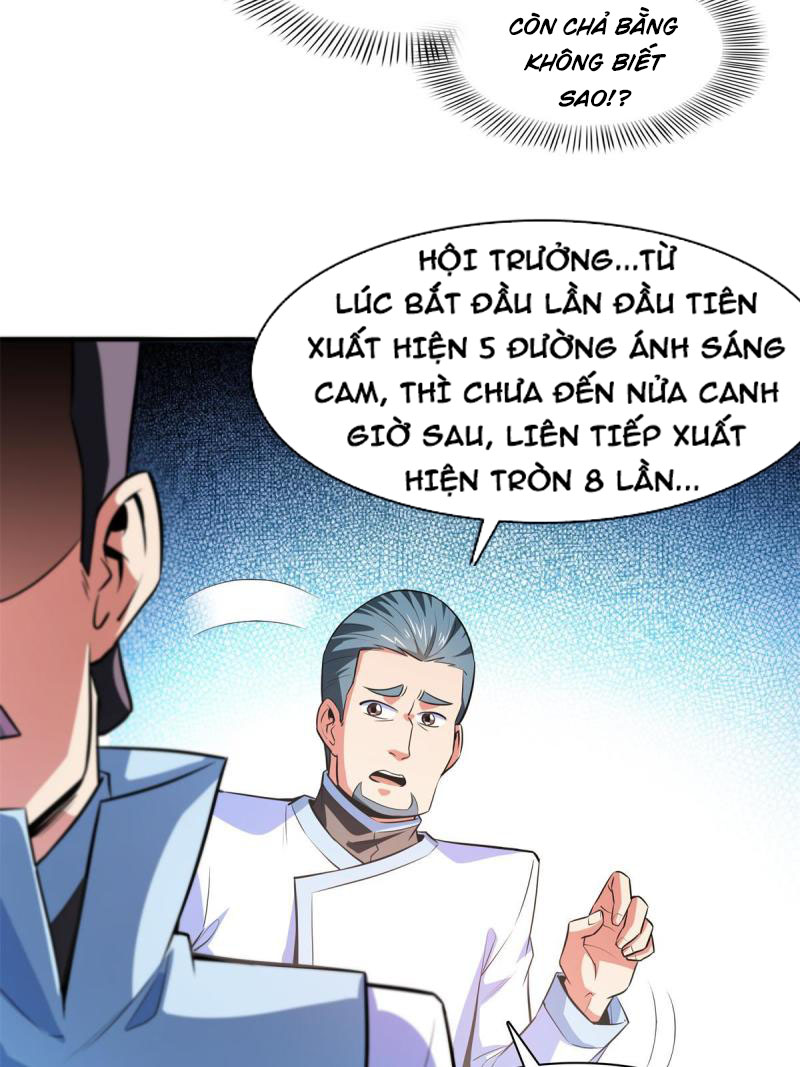 CÒN CHẢ BẰNG
KHÔNG BIẾT
SAO!?
HỘI TRƯỞNG...TỪ
LÚC BẮT ĐẦU LẦN ĐẦU TIÊN
XUẤT HIỆN 5 ĐƯỜNG ÁNH SÁNG
CAM, THÌ CHƯA ĐẾN NỬA CANH
GIỜ SAU, LIÊN TIẾP XUẤT
HIỆN TRÒN 8 LẦN...